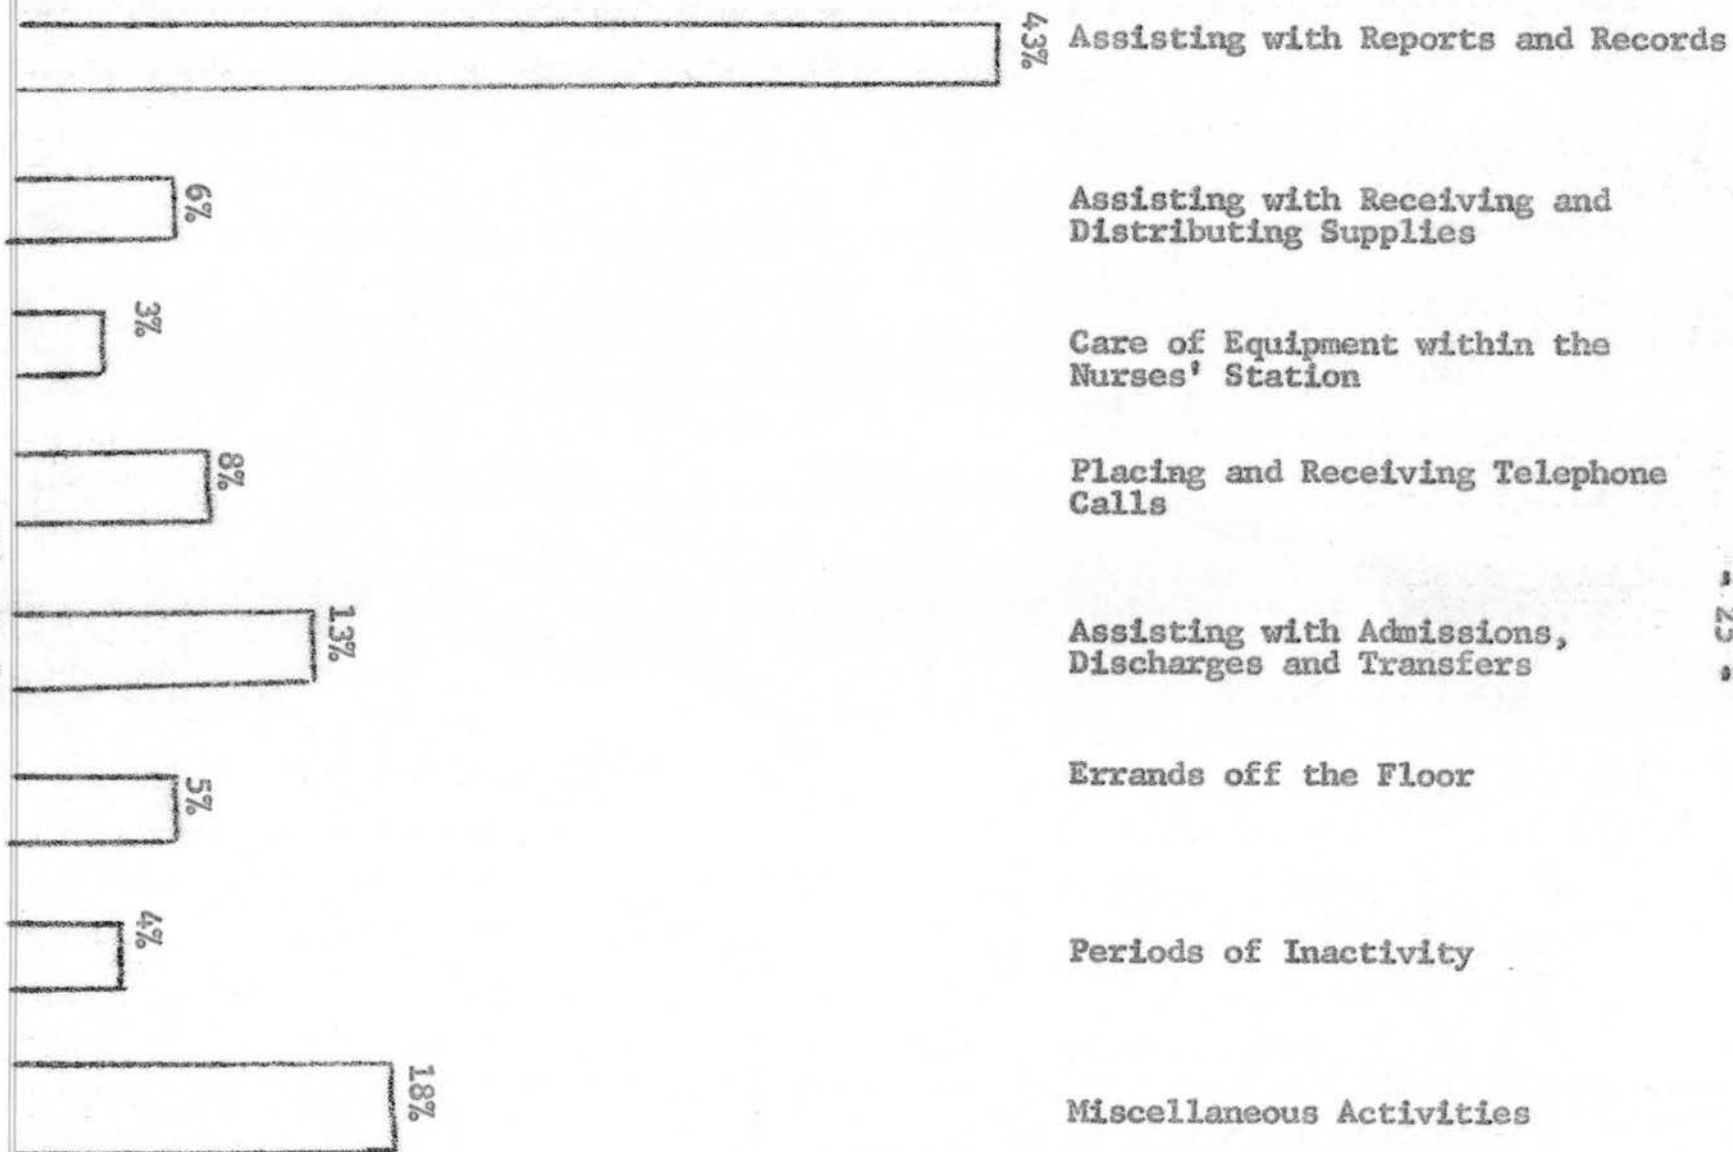 43% Assisting with Reports and Records
6% Assisting with Receiving and
Distributing Supplies
3% Care of Equipment within the
Nurses' Station
8% Placing and Receiving Telephone
Calls
13% Assisting with Admissions,
Discharges and Transfers
- 25 -
5% Errands off the Floor
4% Periods of Inactivity
18% Miscellaneous Activities